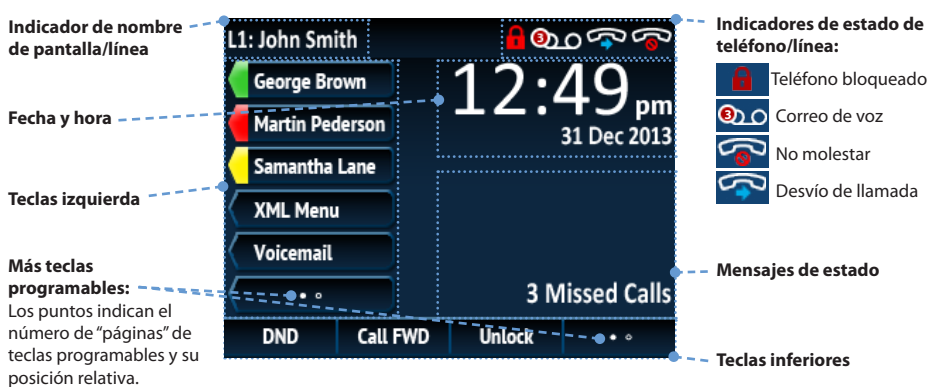 Indicador de nombre
de pantalla/línea
Fecha y hora
Teclas izquierda
Más teclas
programables:
Los puntos indican el
número de “páginas” de
teclas programables y su
posición relativa.
L1: John Smith
3
George Brown
Martin Pederson
Samantha Lane
XML Menu
Voicemail
12:49 pm
31 Dec 2013
3 Missed Calls
DND Call FWD Unlock
Indicadores de estado de
teléfono/línea:
Teléfono bloqueado
3 Correo de voz
No molestar
Desvío de llamada
Mensajes de estado
Teclas inferiores